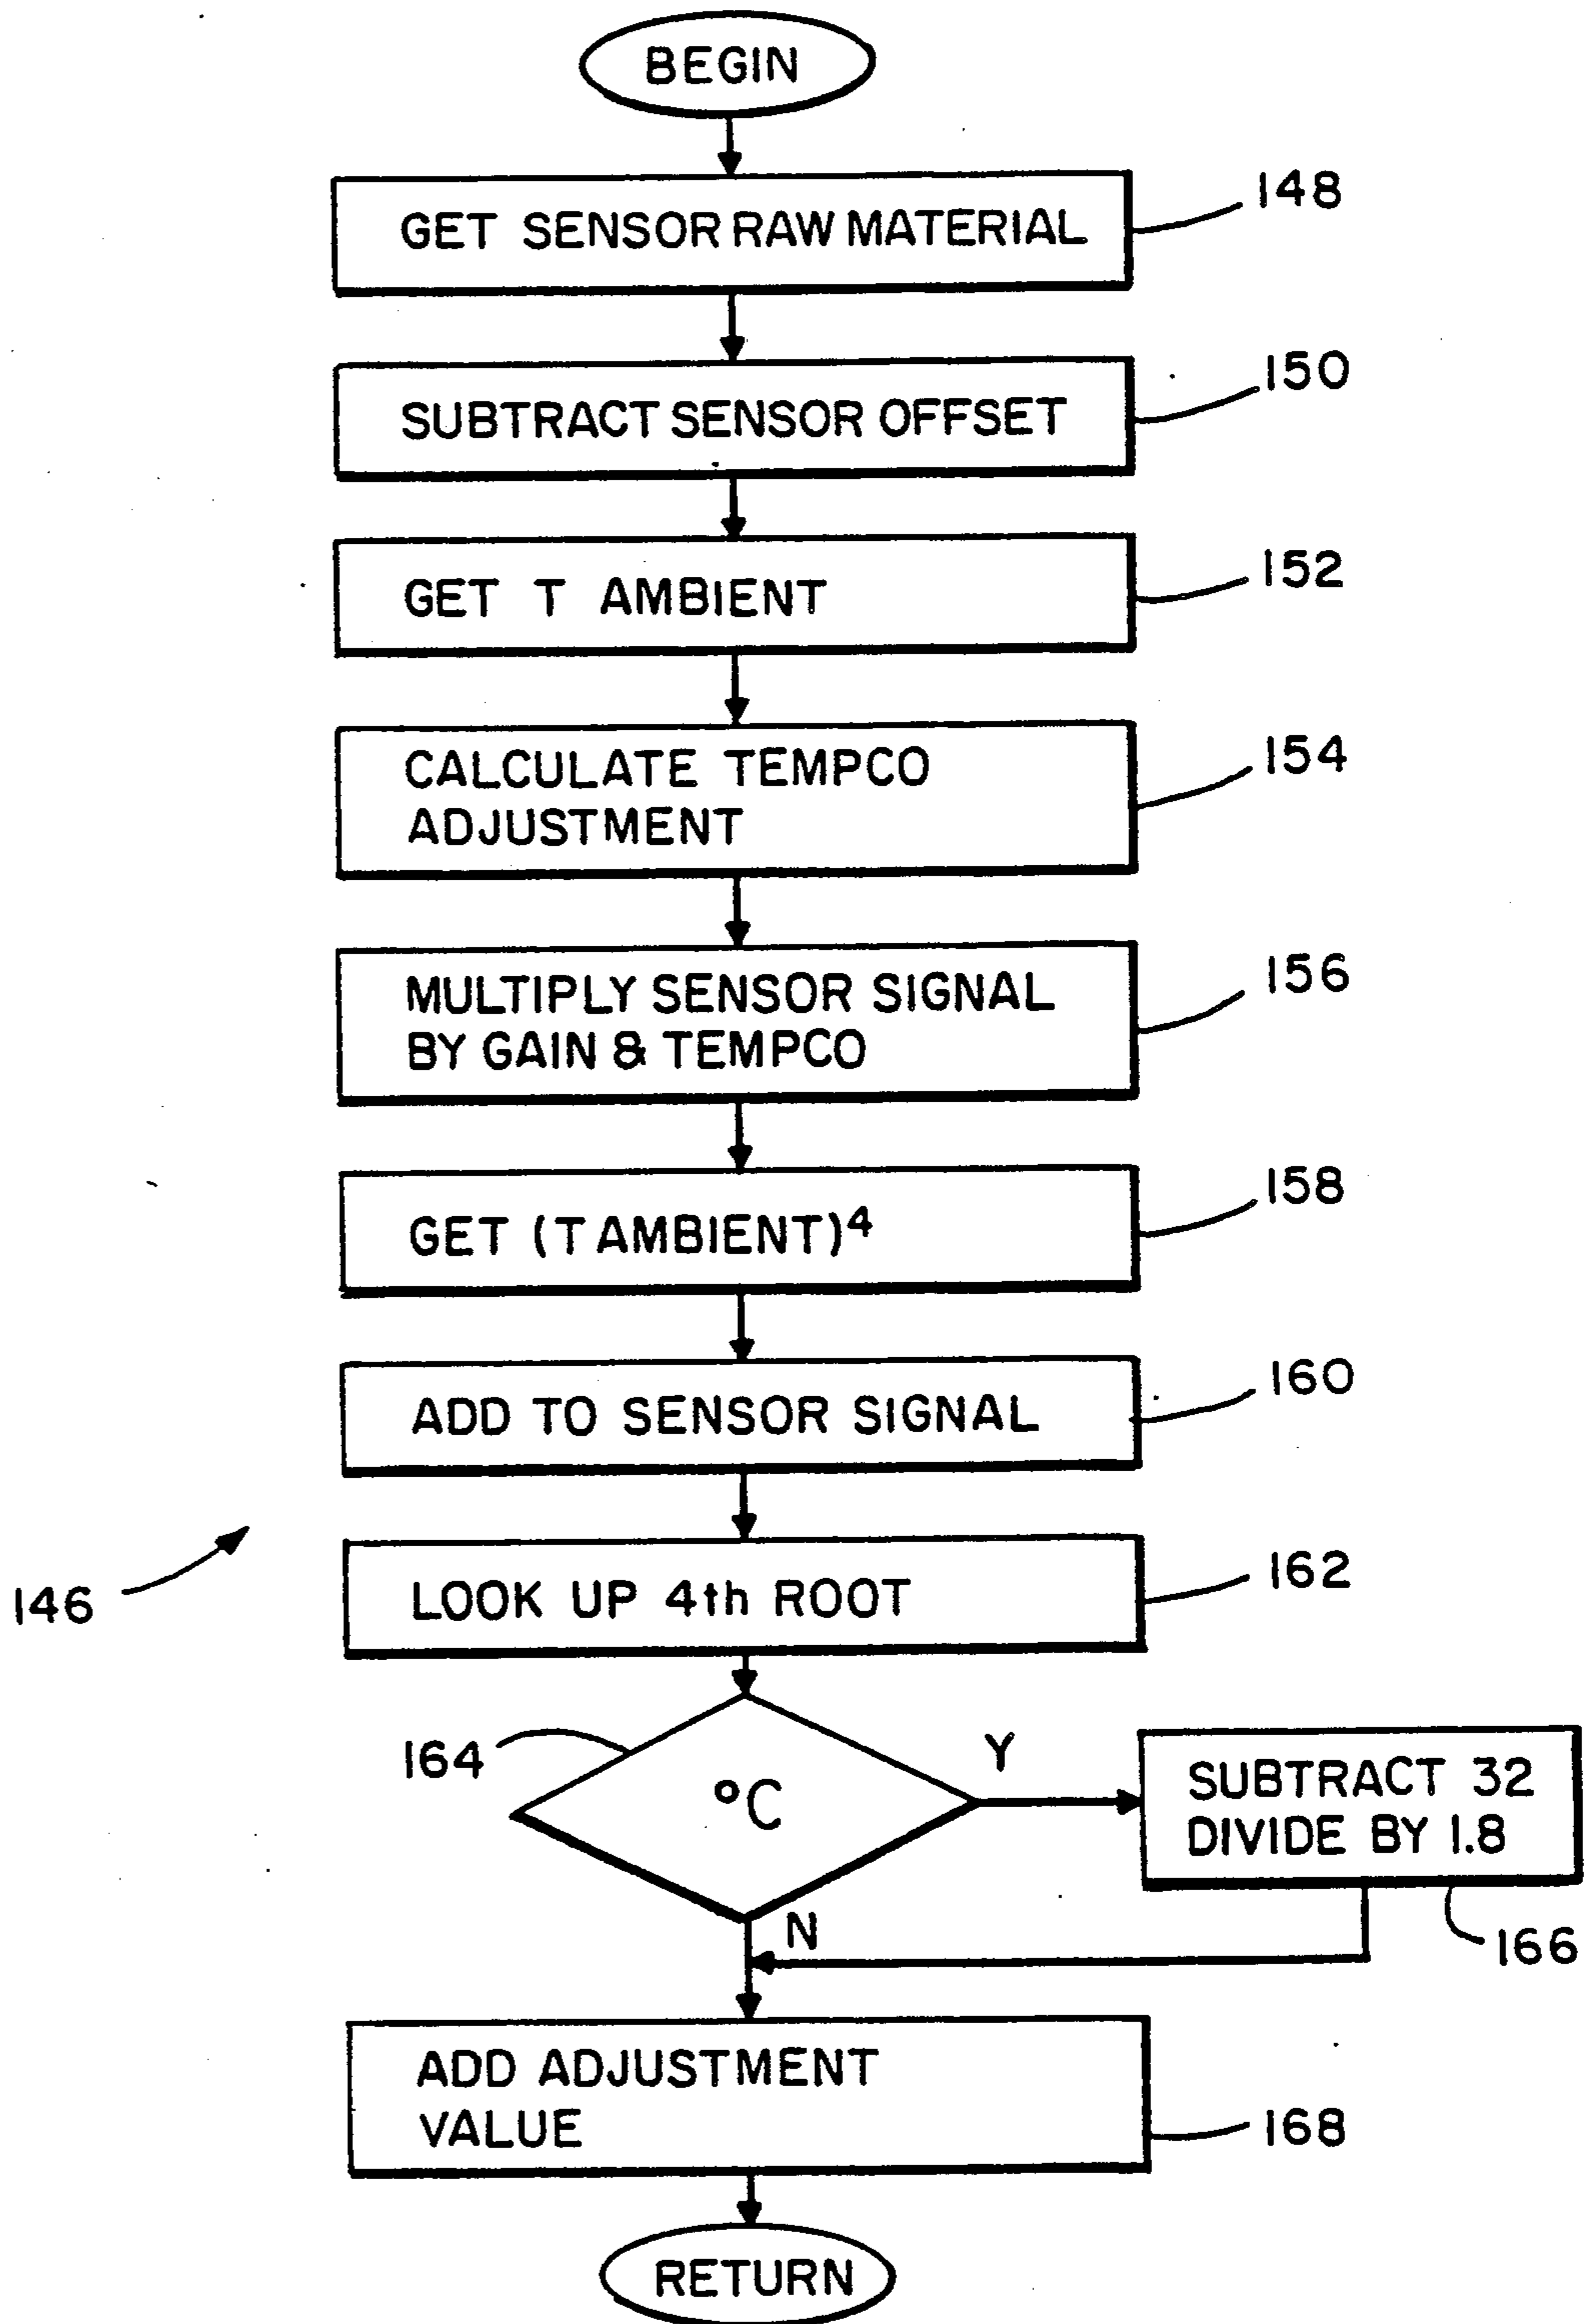 BEGIN
GET SENSOR RAW MATERIAL
148
SUBTRACT SENSOR OFFSET
150
GET T AMBIENT
152
CALCULATE TEMPCO
ADJUSTMENT
154
MULTIPLY SENSOR SIGNAL
BY GAIN & TEMPCO
156
GET (T AMBIENT)⁴
158
ADD TO SENSOR SIGNAL
160
146
LOOK UP 4th ROOT
162
164
°C
Y
SUBTRACT 32
DIVIDE BY 1.8
166
N
ADD ADJUSTMENT
VALUE
168
RETURN